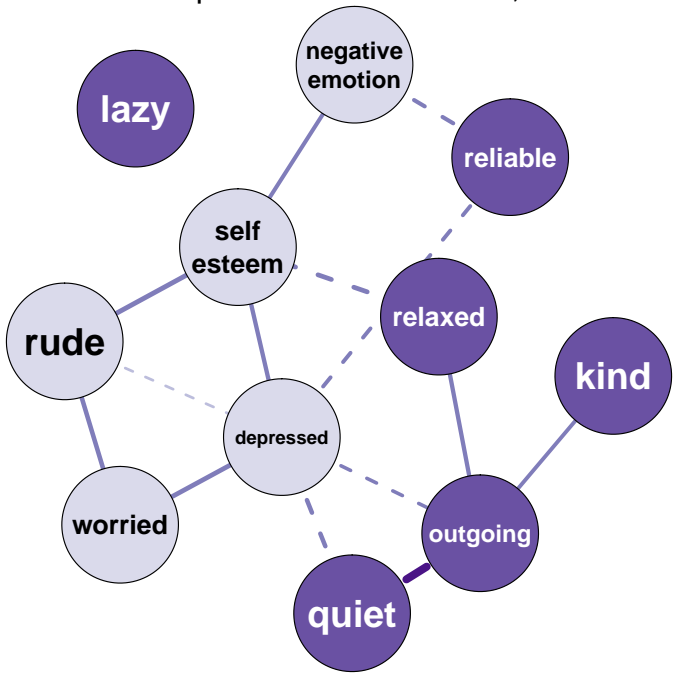 negative
emotion
lazy
reliable
self
esteem
relaxed
rude
kind
depressed
worried
outgoing
quiet